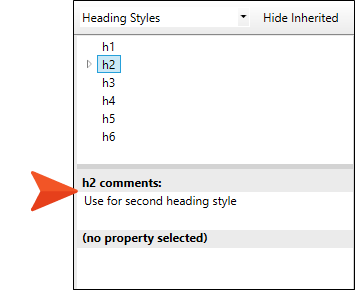 Heading Styles Hide Inherited
h1
h2
h3
h4
h5
h6
h2 comments:
Use for second heading style
(no property selected)